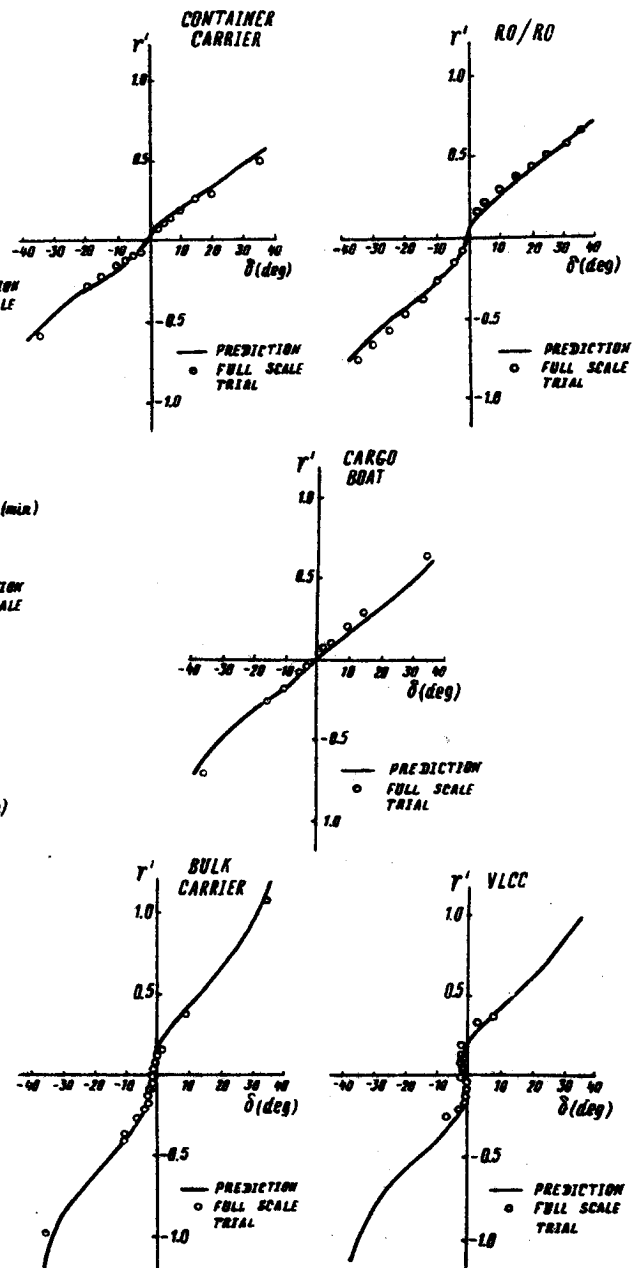 CONTAINER
CARRIER
r'
1.0
0.5
-40 -30 -20 -10
10 20 30 40
δ(deg)
-0.5
PREDICTION
FULL SCALE
TRIAL
-1.0
RO/RO
r'
1.0
0.5
-40 -30 -20 -10
10 20 30 40
δ(deg)
-0.5
PREDICTION
FULL SCALE
TRIAL
-1.0
ION
LE
(min)
ION
LE
)
CARGO
BOAT
r'
1.0
0.5
-40 -30 -20 -10
10 20 30 40
δ(deg)
-0.5
PREDICTION
FULL SCALE
TRIAL
1.0
BULK
CARRIER
r'
1.0
0.5
-40 -30 -20 -10
10 20 30 40
δ(deg)
-0.5
PREDICTION
FULL SCALE
TRIAL
-1.0
VLCC
r'
1.0
0.5
-40 -30 -20 -10
10 20 30 40
δ(deg)
-0.5
PREDICTION
FULL SCALE
TRIAL
-1.0